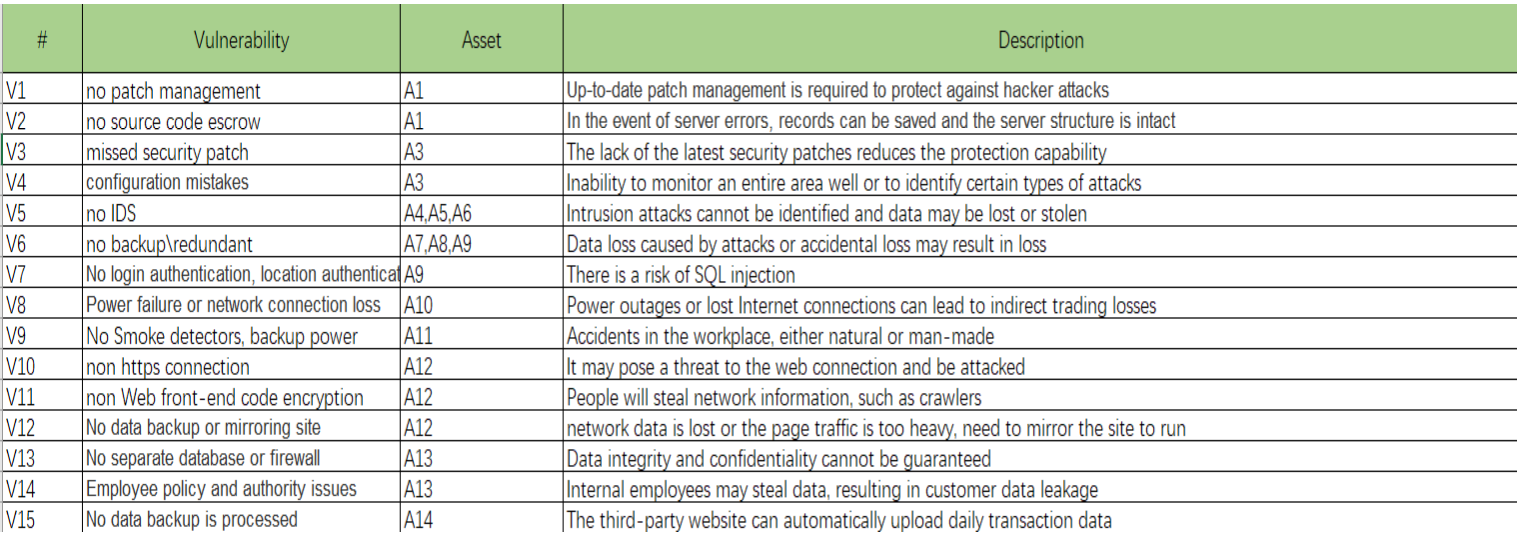 # Vulnerability Asset Description
V1 no patch management A1 Up-to-date patch management is required to protect against hacker attacks
V2 no source code escrow A1 In the event of server errors, records can be saved and the server structure is intact
V3 missed security patch A3 The lack of the latest security patches reduces the protection capability
V4 configuration mistakes A3 Inability to monitor an entire area well or to identify certain types of attacks
V5 no IDS A4,A5,A6 Intrusion attacks cannot be identified and data may be lost or stolen
V6 no backup\redundant A7,A8,A9 Data loss caused by attacks or accidental loss may result in loss
V7 No login authentication, location authenticat A9 There is a risk of SQL injection
V8 Power failure or network connection loss A10 Power outages or lost Internet connections can lead to indirect trading losses
V9 No Smoke detectors, backup power A11 Accidents in the workplace, either natural or man-made
V10 non https connection A12 It may pose a threat to the web connection and be attacked
V11 non Web front-end code encryption A12 People will steal network information, such as crawlers
V12 No data backup or mirroring site A12 network data is lost or the page traffic is too heavy, need to mirror the site to run
V13 No separate database or firewall A13 Data integrity and confidentiality cannot be guaranteed
V14 Employee policy and authority issues A13 Internal employees may steal data, resulting in customer data leakage
V15 No data backup is processed A14 The third-party website can automatically upload daily transaction data